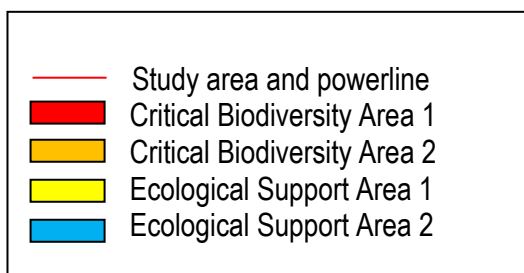 Study area and powerline
Critical Biodiversity Area 1
Critical Biodiversity Area 2
Ecological Support Area 1
Ecological Support Area 2